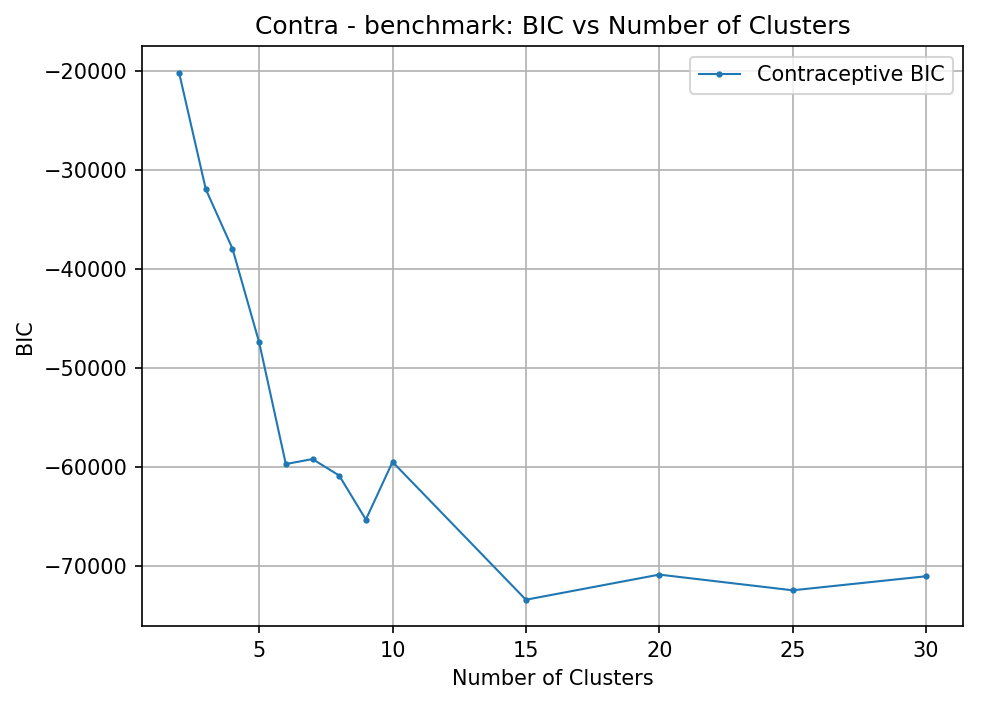 Contra - benchmark: BIC vs Number of Clusters
Contraceptive BIC
BIC
−20000
−30000
−40000
−50000
−60000
−70000
5 10 15 20 25 30
Number of Clusters